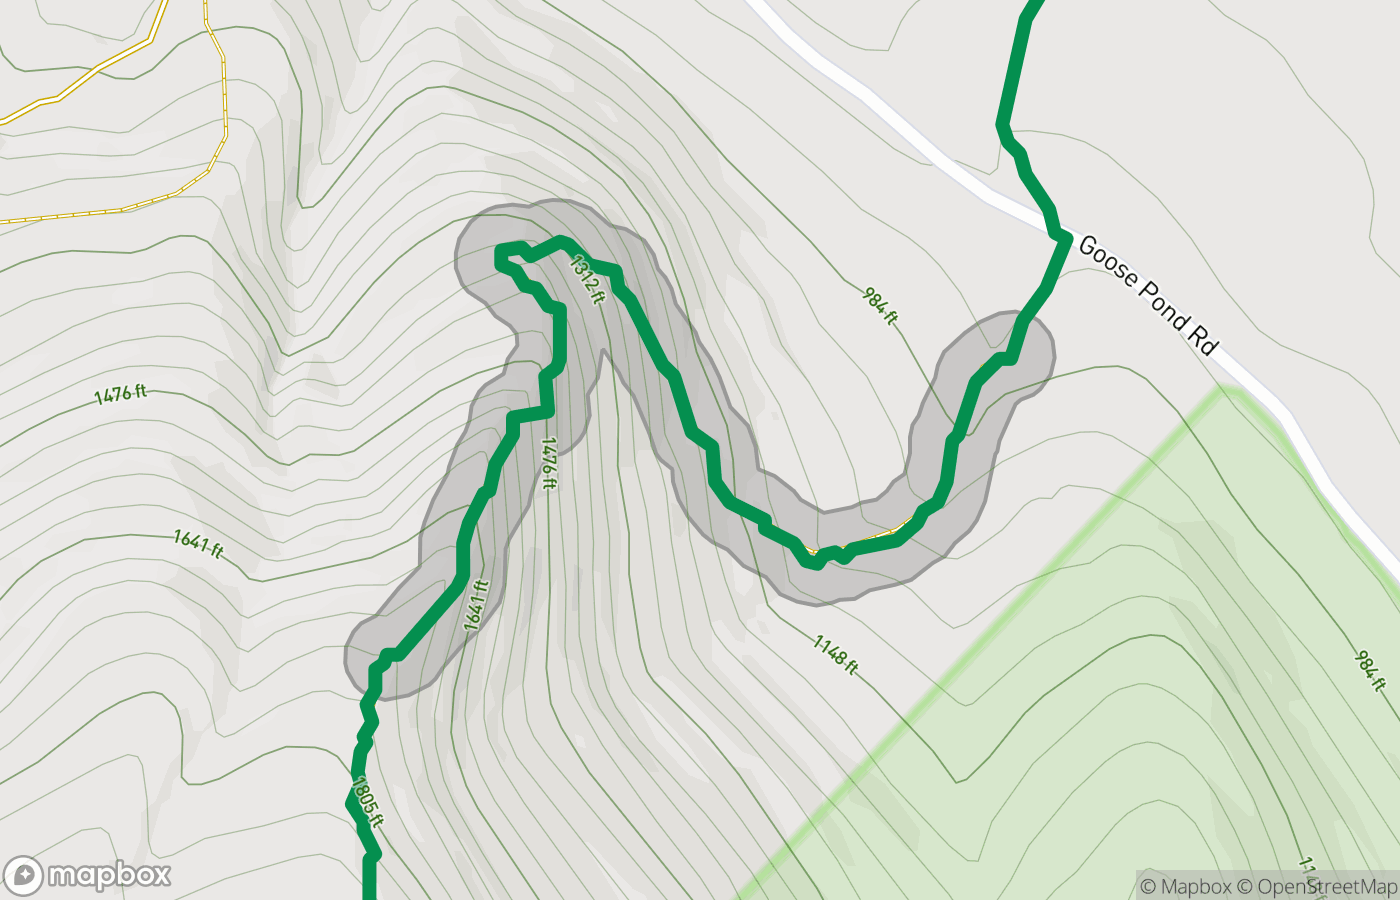 Goose Pond Rd
1312 ft
984 ft
1476 ft
1476 ft
1641 ft
1641 ft
1148 ft
984 ft
1805 ft
mapbox
© Mapbox © OpenStreetMap